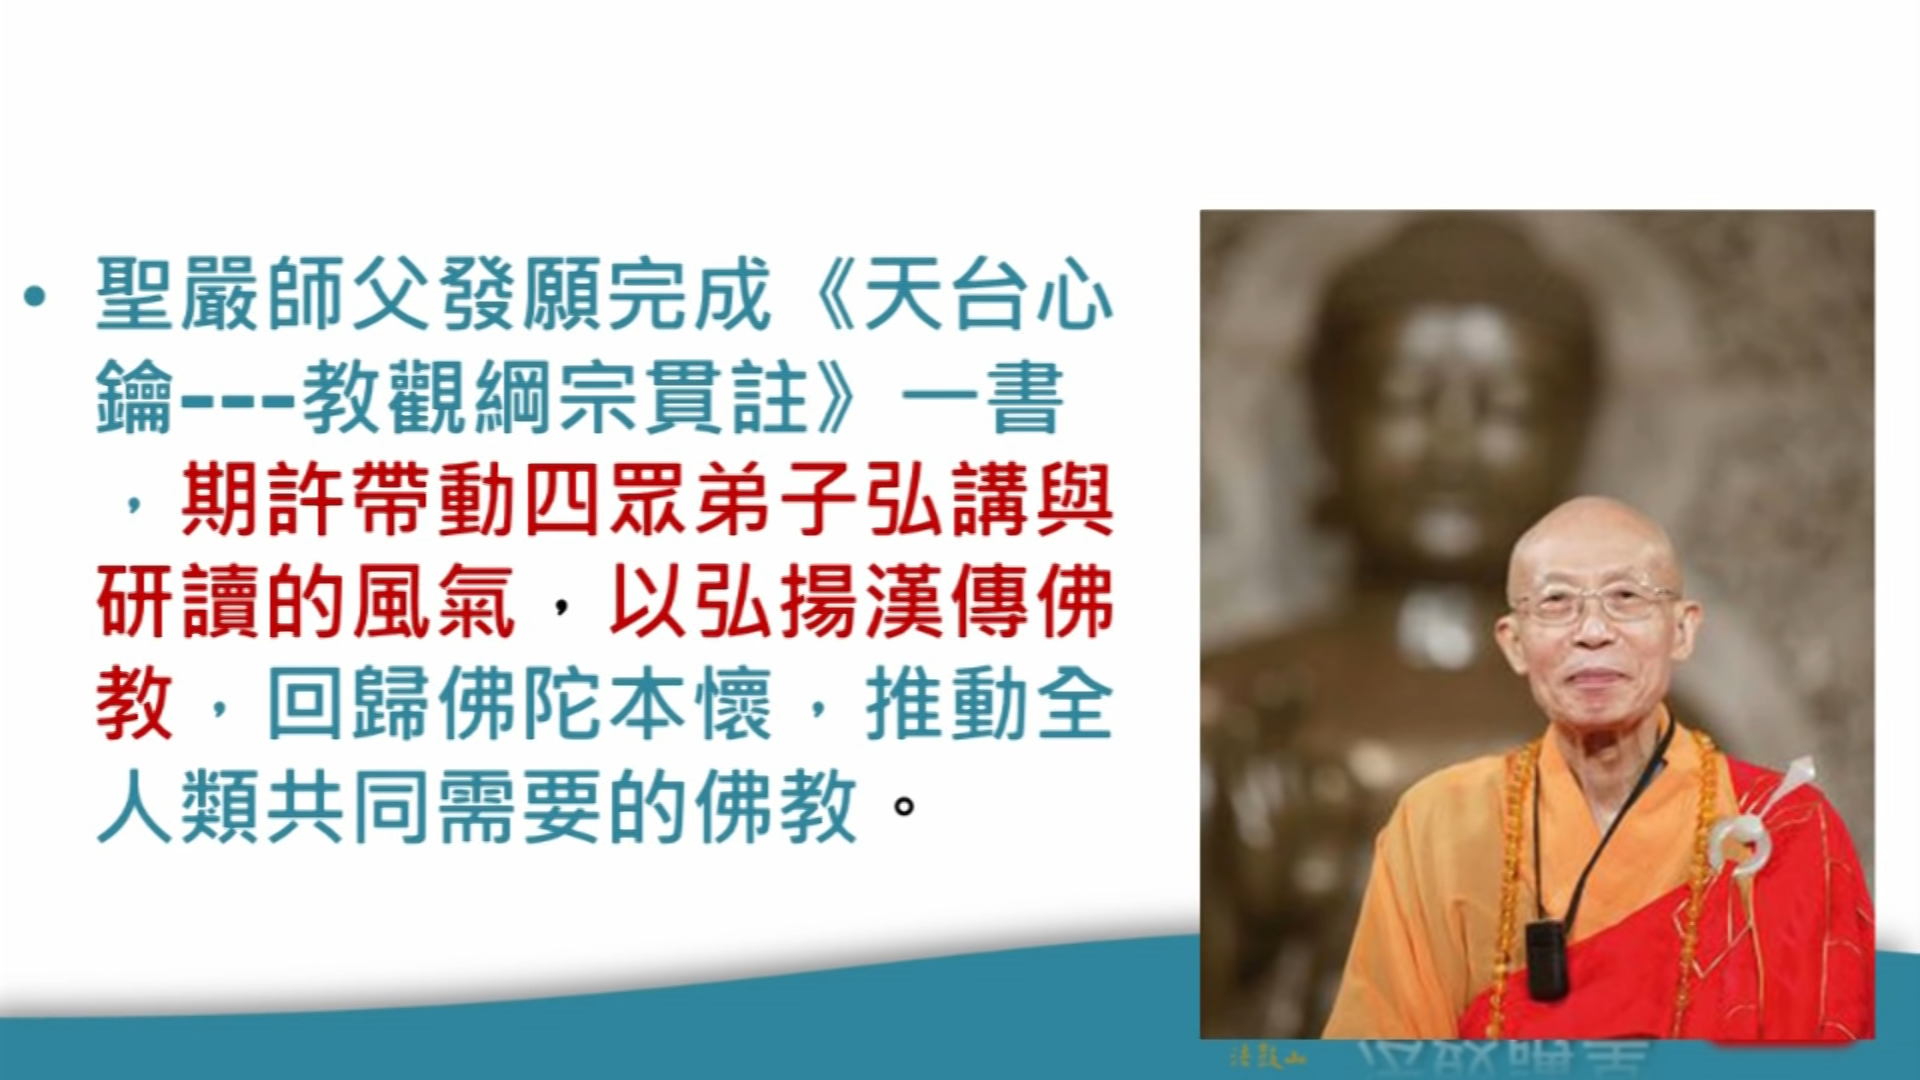 • 聖嚴師父發願完成《天台心
鑰---教觀綱宗貫註》一書
，期許帶動四眾弟子弘講與
研讀的風氣，以弘揚漢傳佛
教，回歸佛陀本懷，推動全
人類共同需要的佛教。
法鼓山